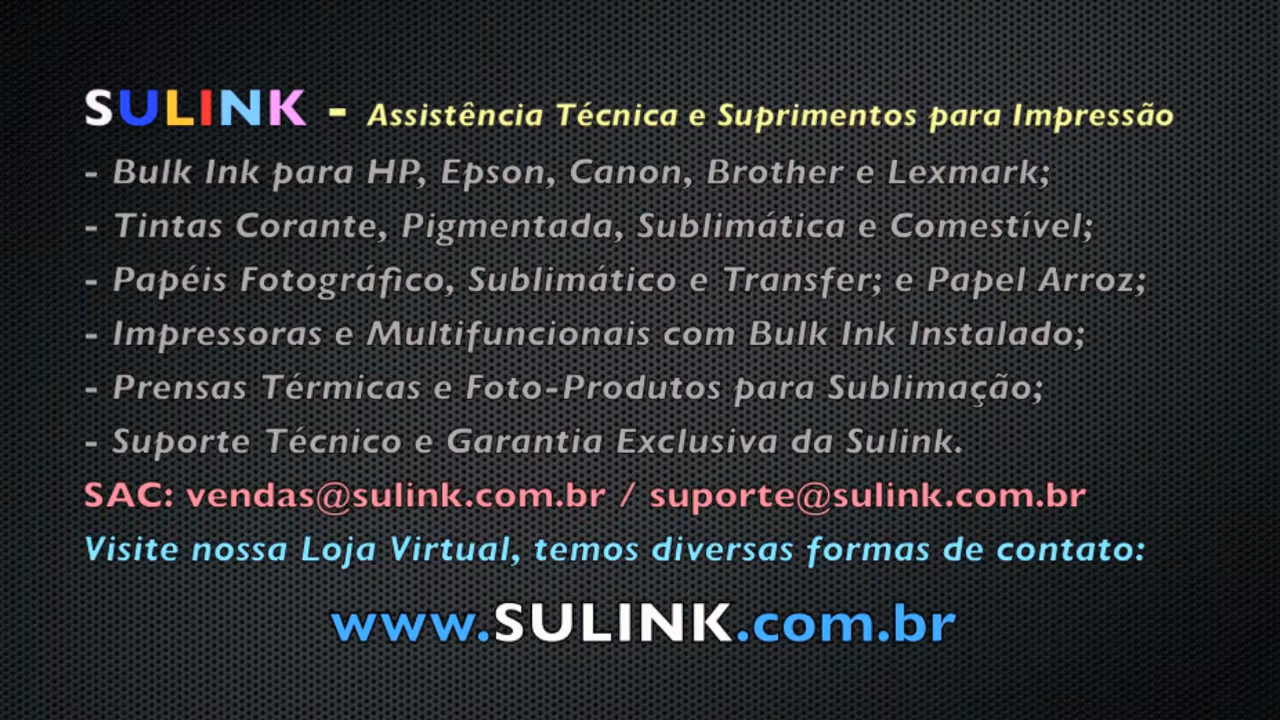 SULINK - Assistência Técnica e Suprimentos para Impressão
- Bulk Ink para HP, Epson, Canon, Brother e Lexmark;
- Tintas Corante, Pigmentada, Sublimática e Comestível;
- Papéis Fotográfico, Sublimático e Transfer; e Papel Arroz;
- Impressoras e Multifuncionais com Bulk Ink Instalado;
- Prensas Térmicas e Foto-Produtos para Sublimação;
- Suporte Técnico e Garantia Exclusiva da Sulink.
SAC: vendas@sulink.com.br / suporte@sulink.com.br
Visite nossa Loja Virtual, temos diversas formas de contato:
www.SULINK.com.br